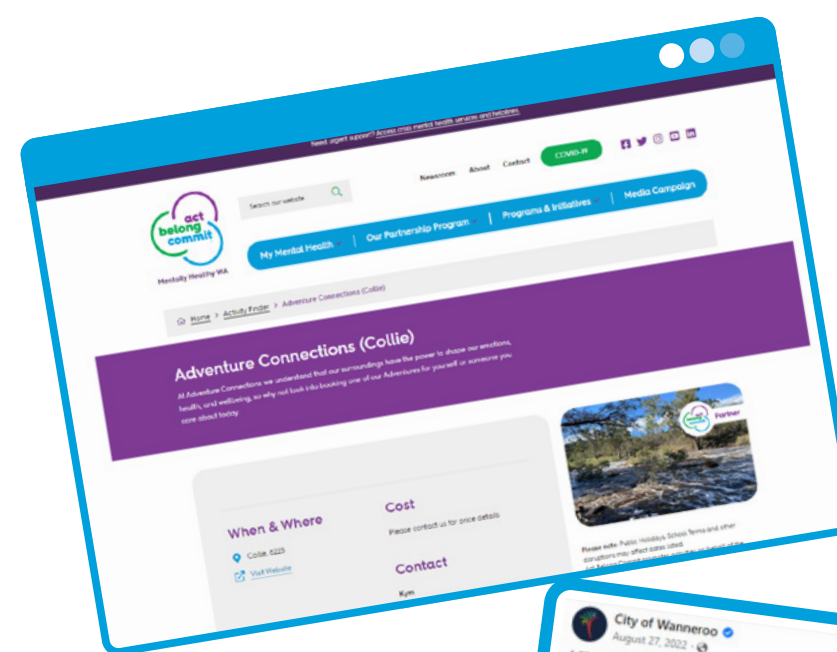 Need urgent support? Access crisis mental health services and helplines.
Newsroom About Contact COVID-19
Search our website
act
belong
commit
Mentally Healthy WA
My Mental Health | Our Partnership Program | Programs & Initiatives | Media Campaign
Home > Activity Finder > Adventure Connections (Collie)
Adventure Connections (Collie)
At Adventure Connections we understand that our surroundings have the power to shape our emotions,
health, and wellbeing, so why not look into booking one of our Adventures for yourself or someone you
care about today.
Partner
When & Where
Collie, 6225
Visit Website
Cost
Please contact us for price details
Contact
Kym
Please note: Public Holidays, School Terms and other
disruptions may affect dates listed.
City of Wanneroo
August 27, 2022 ·